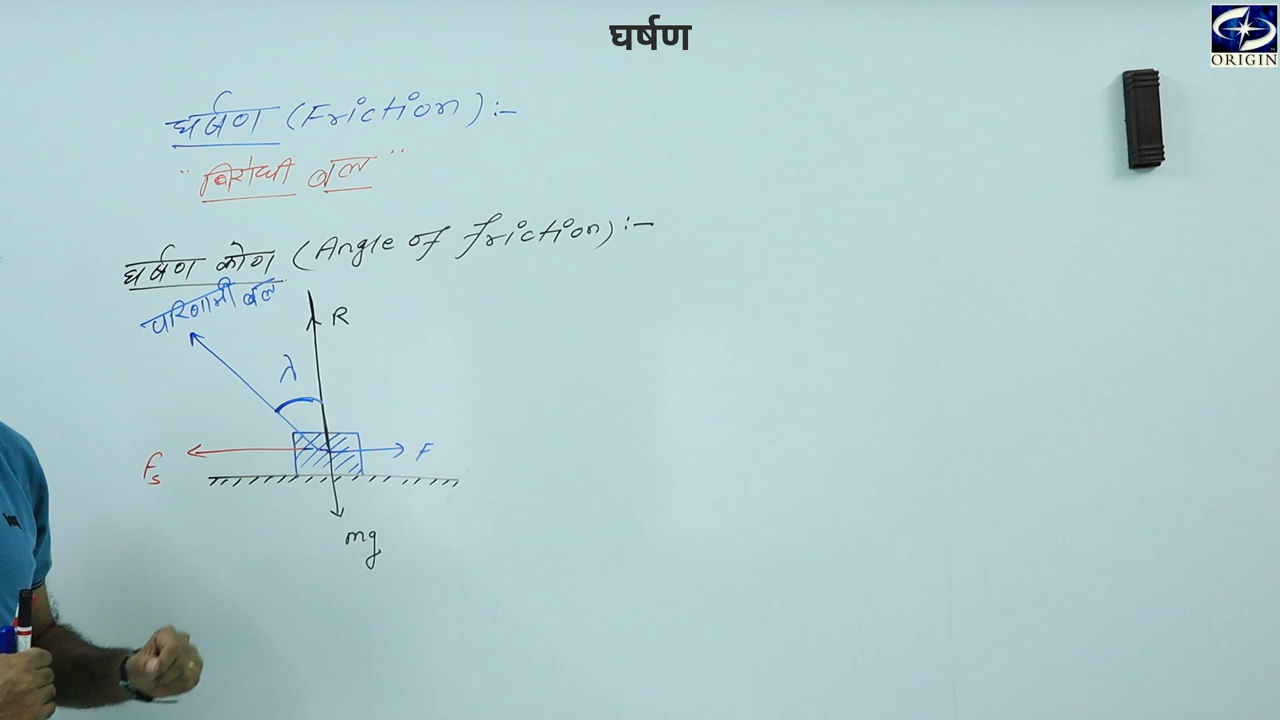 घर्षण
ORIGIN
घर्षण (Friction) :-
"विरोधी बल"
घर्षण कोण (Angle of friction) :-
परिणामी बल
R
λ
F
fs
mg